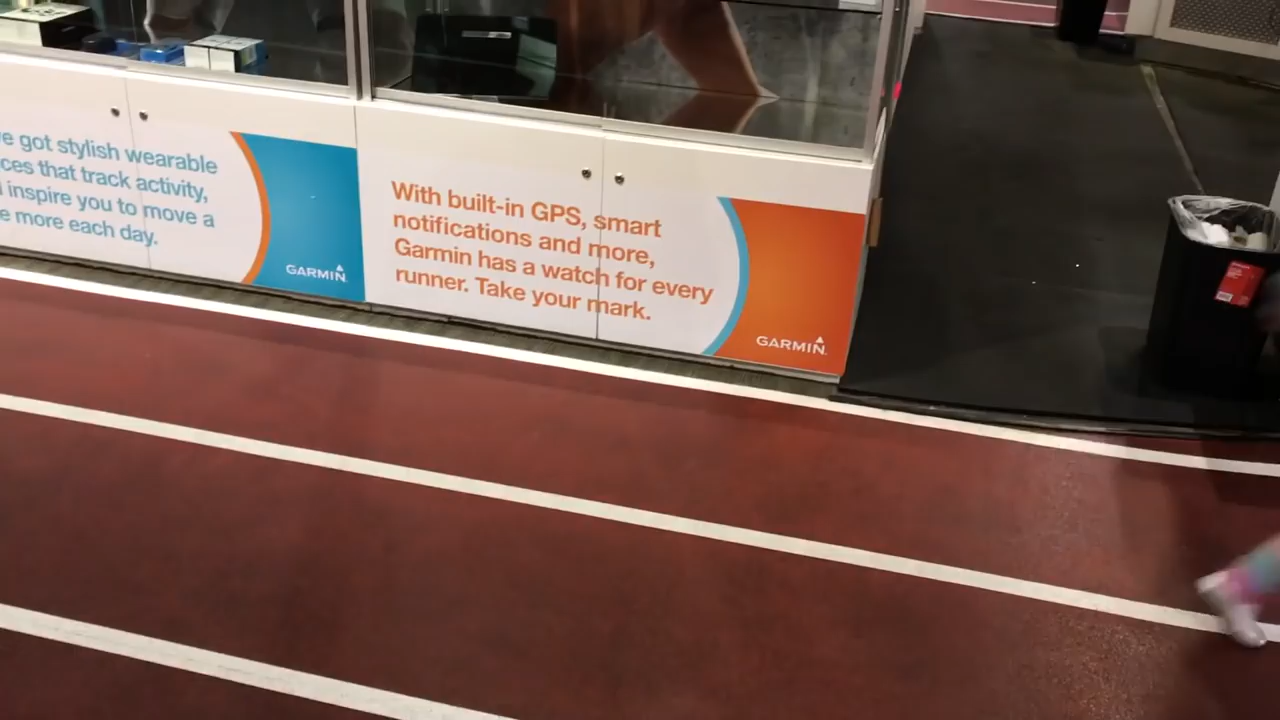 e got stylish wearable
ces that track activity,
inspire you to move a
e more each day.
GARMIN
With built-in GPS, smart
notifications and more,
Garmin has a watch for every
runner. Take your mark.
GARMIN